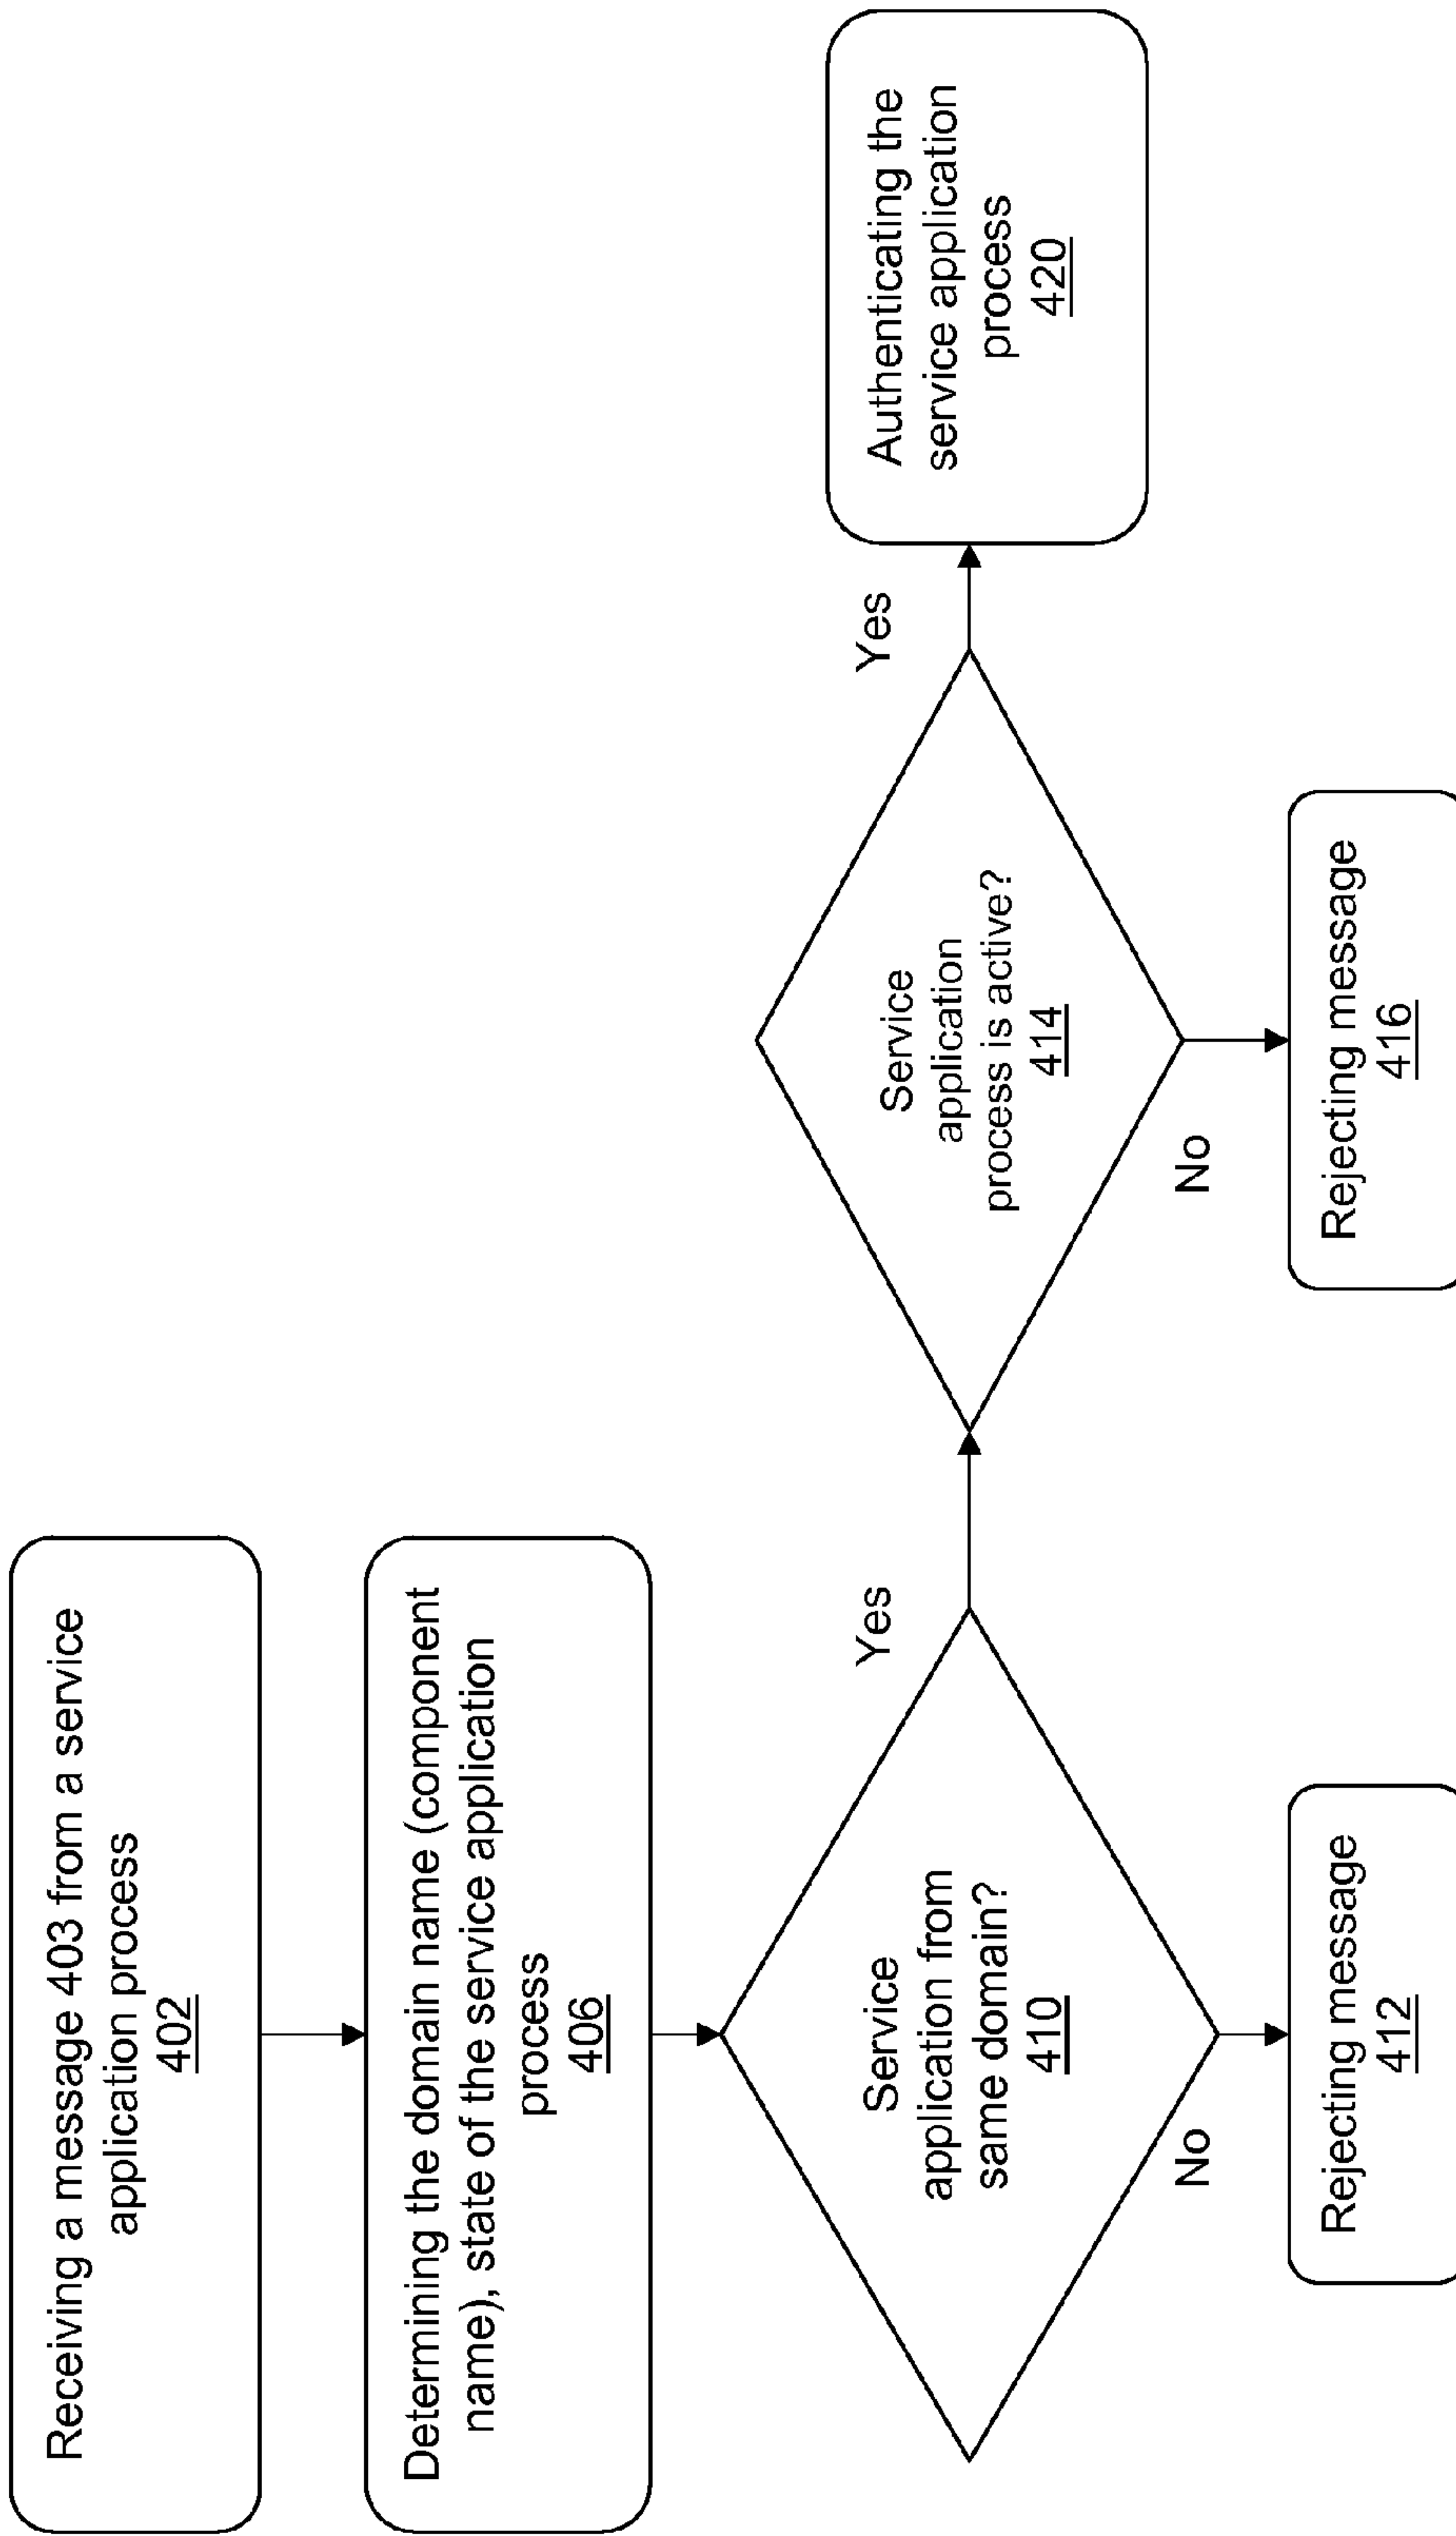 Receiving a message 403 from a service
application process
402
Determining the domain name (component
name), state of the service application
process
406
Service
application from
same domain?
410
Yes
No
Rejecting message
412
Service
application
process is active?
414
Yes
No
Rejecting message
416
Authenticating the
service application
process
420